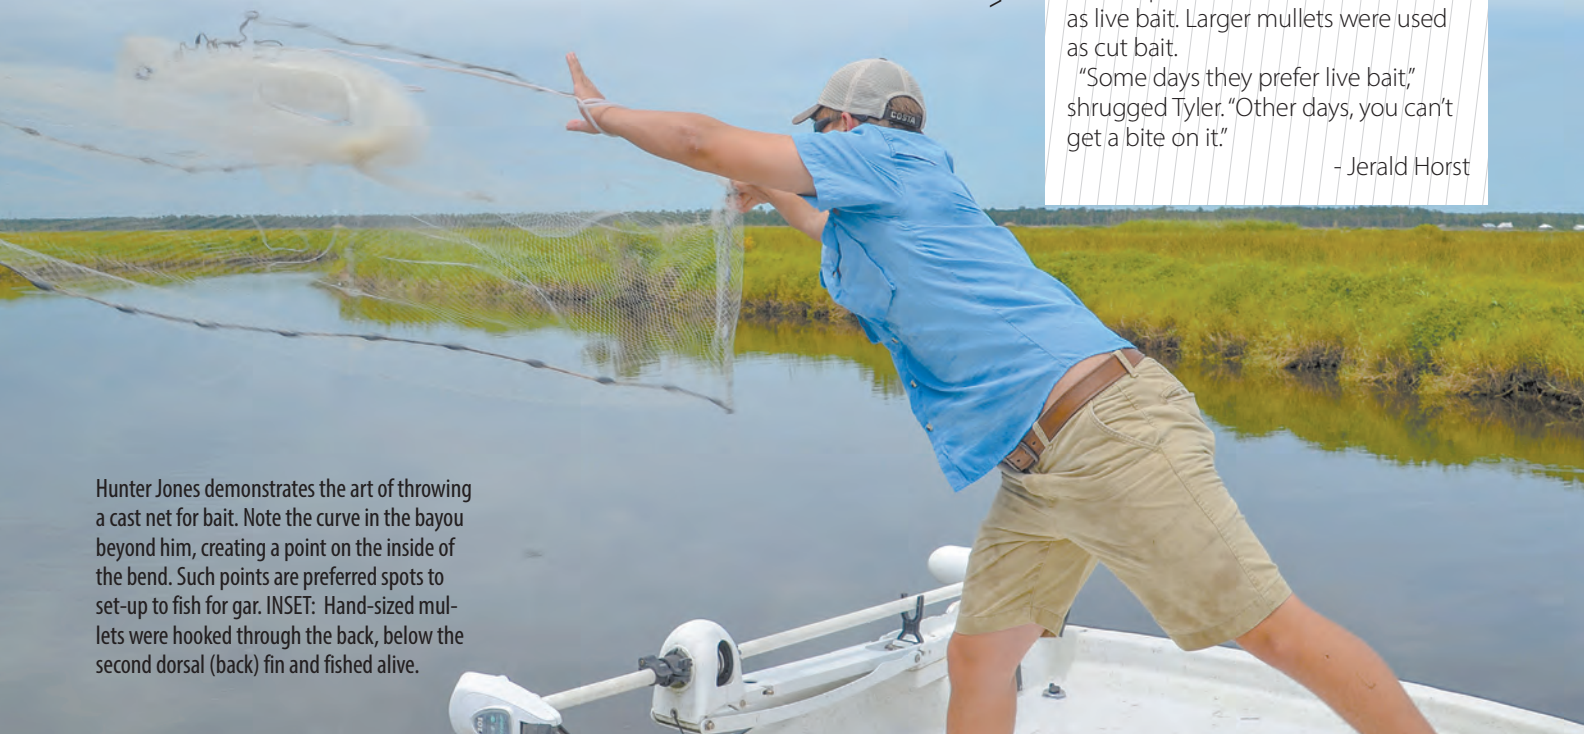 as live bait. Larger mullets were used
as cut bait.
“Some days they prefer live bait,”
shrugged Tyler. “Other days, you can’t
get a bite on it.”
- Jerald Horst
COSTA
Hunter Jones demonstrates the art of throwing
a cast net for bait. Note the curve in the bayou
beyond him, creating a point on the inside of
the bend. Such points are preferred spots to
set-up to fish for gar. INSET:  Hand-sized mul-
lets were hooked through the back, below the
second dorsal (back) fin and fished alive.